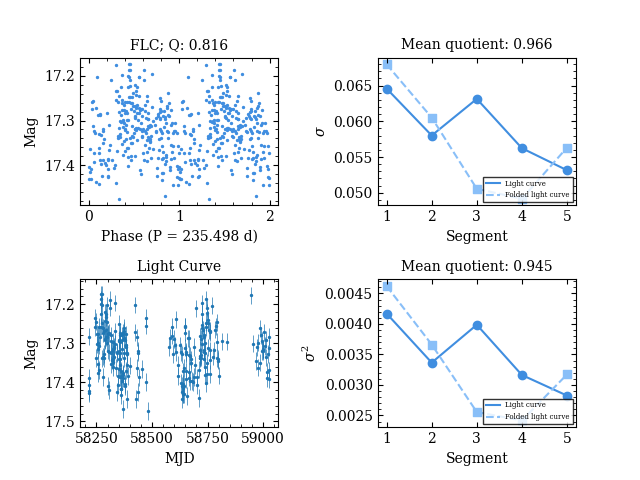 FLC; Q: 0.816
Mag
17.2
17.3
17.4
0
1
2
Phase (P = 235.498 d)
Mean quotient: 0.966
σ
0.065
0.060
0.055
0.050
1
2
3
4
5
Segment
Light curve
Folded light curve
Light Curve
Mag
17.2
17.3
17.4
17.5
58250
58500
58750
59000
MJD
Mean quotient: 0.945
σ²
0.0045
0.0040
0.0035
0.0030
0.0025
1
2
3
4
5
Segment
Light curve
Folded light curve